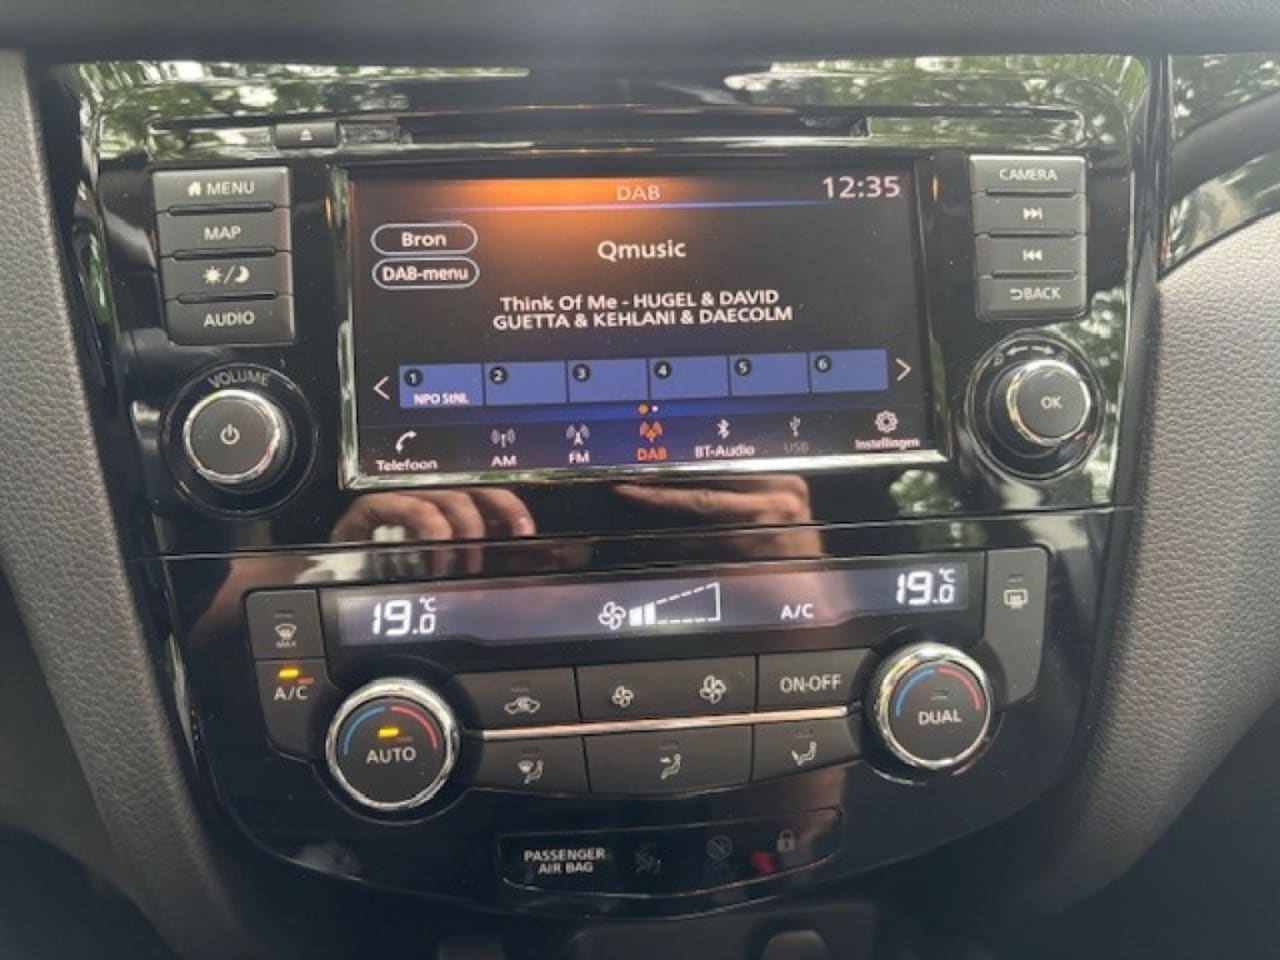 MENU
MAP
AUDIO
VOLUME
DAB
12:35
Bron
DAB-menu
Qmusic
Think Of Me - HUGEL & DAVID
GUETTA & KEHLANI & DAECOLM
1 2 3 4 5 6
NPO StNL
Telefoon AM FM DAB BT-Audio USB Instellingen
CAMERA
BACK
OK
19.0°C A/C 19.0°C
MAX
A/C
AUTO
ON-OFF
DUAL
PASSENGER
AIR BAG